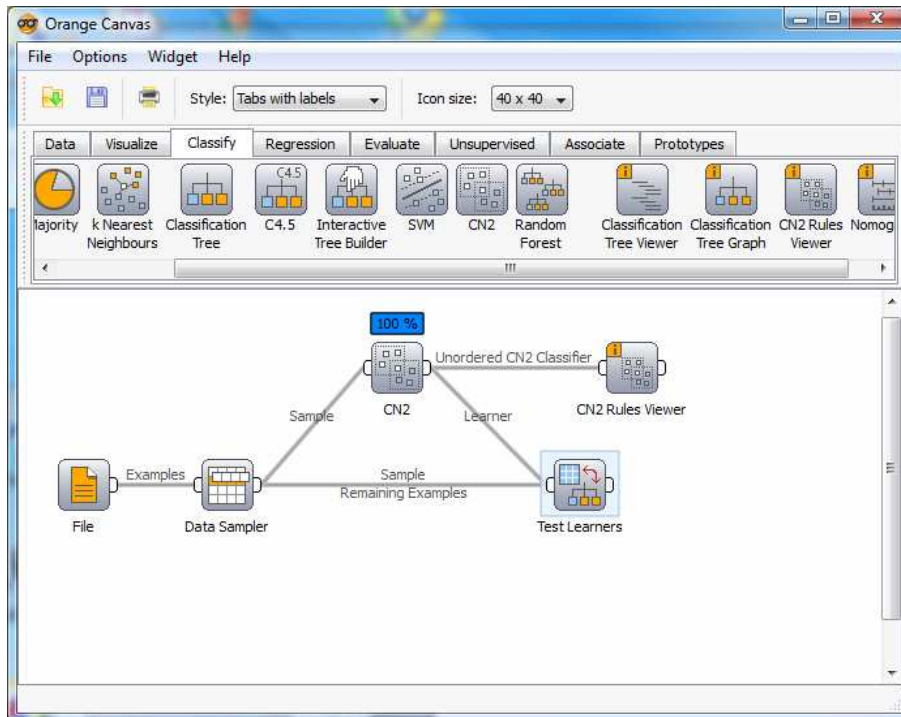 Orange Canvas
File Options Widget Help
Style: Tabs with labels Icon size: 40 x 40
Data Visualize Classify Regression Evaluate Unsupervised Associate Prototypes
C4.5
k Nearest Classification C4.5 Interactive SVM CN2 Random Classification Classification CN2 Rules Nomog
Neighbours Tree Tree Builder Forest Tree Viewer Tree Graph Viewer
100 %
Unordered CN2 Classifier
CN2 CN2 Rules Viewer
Sample Learner
Examples Sample
Remaining Examples
File Data Sampler Test Learners